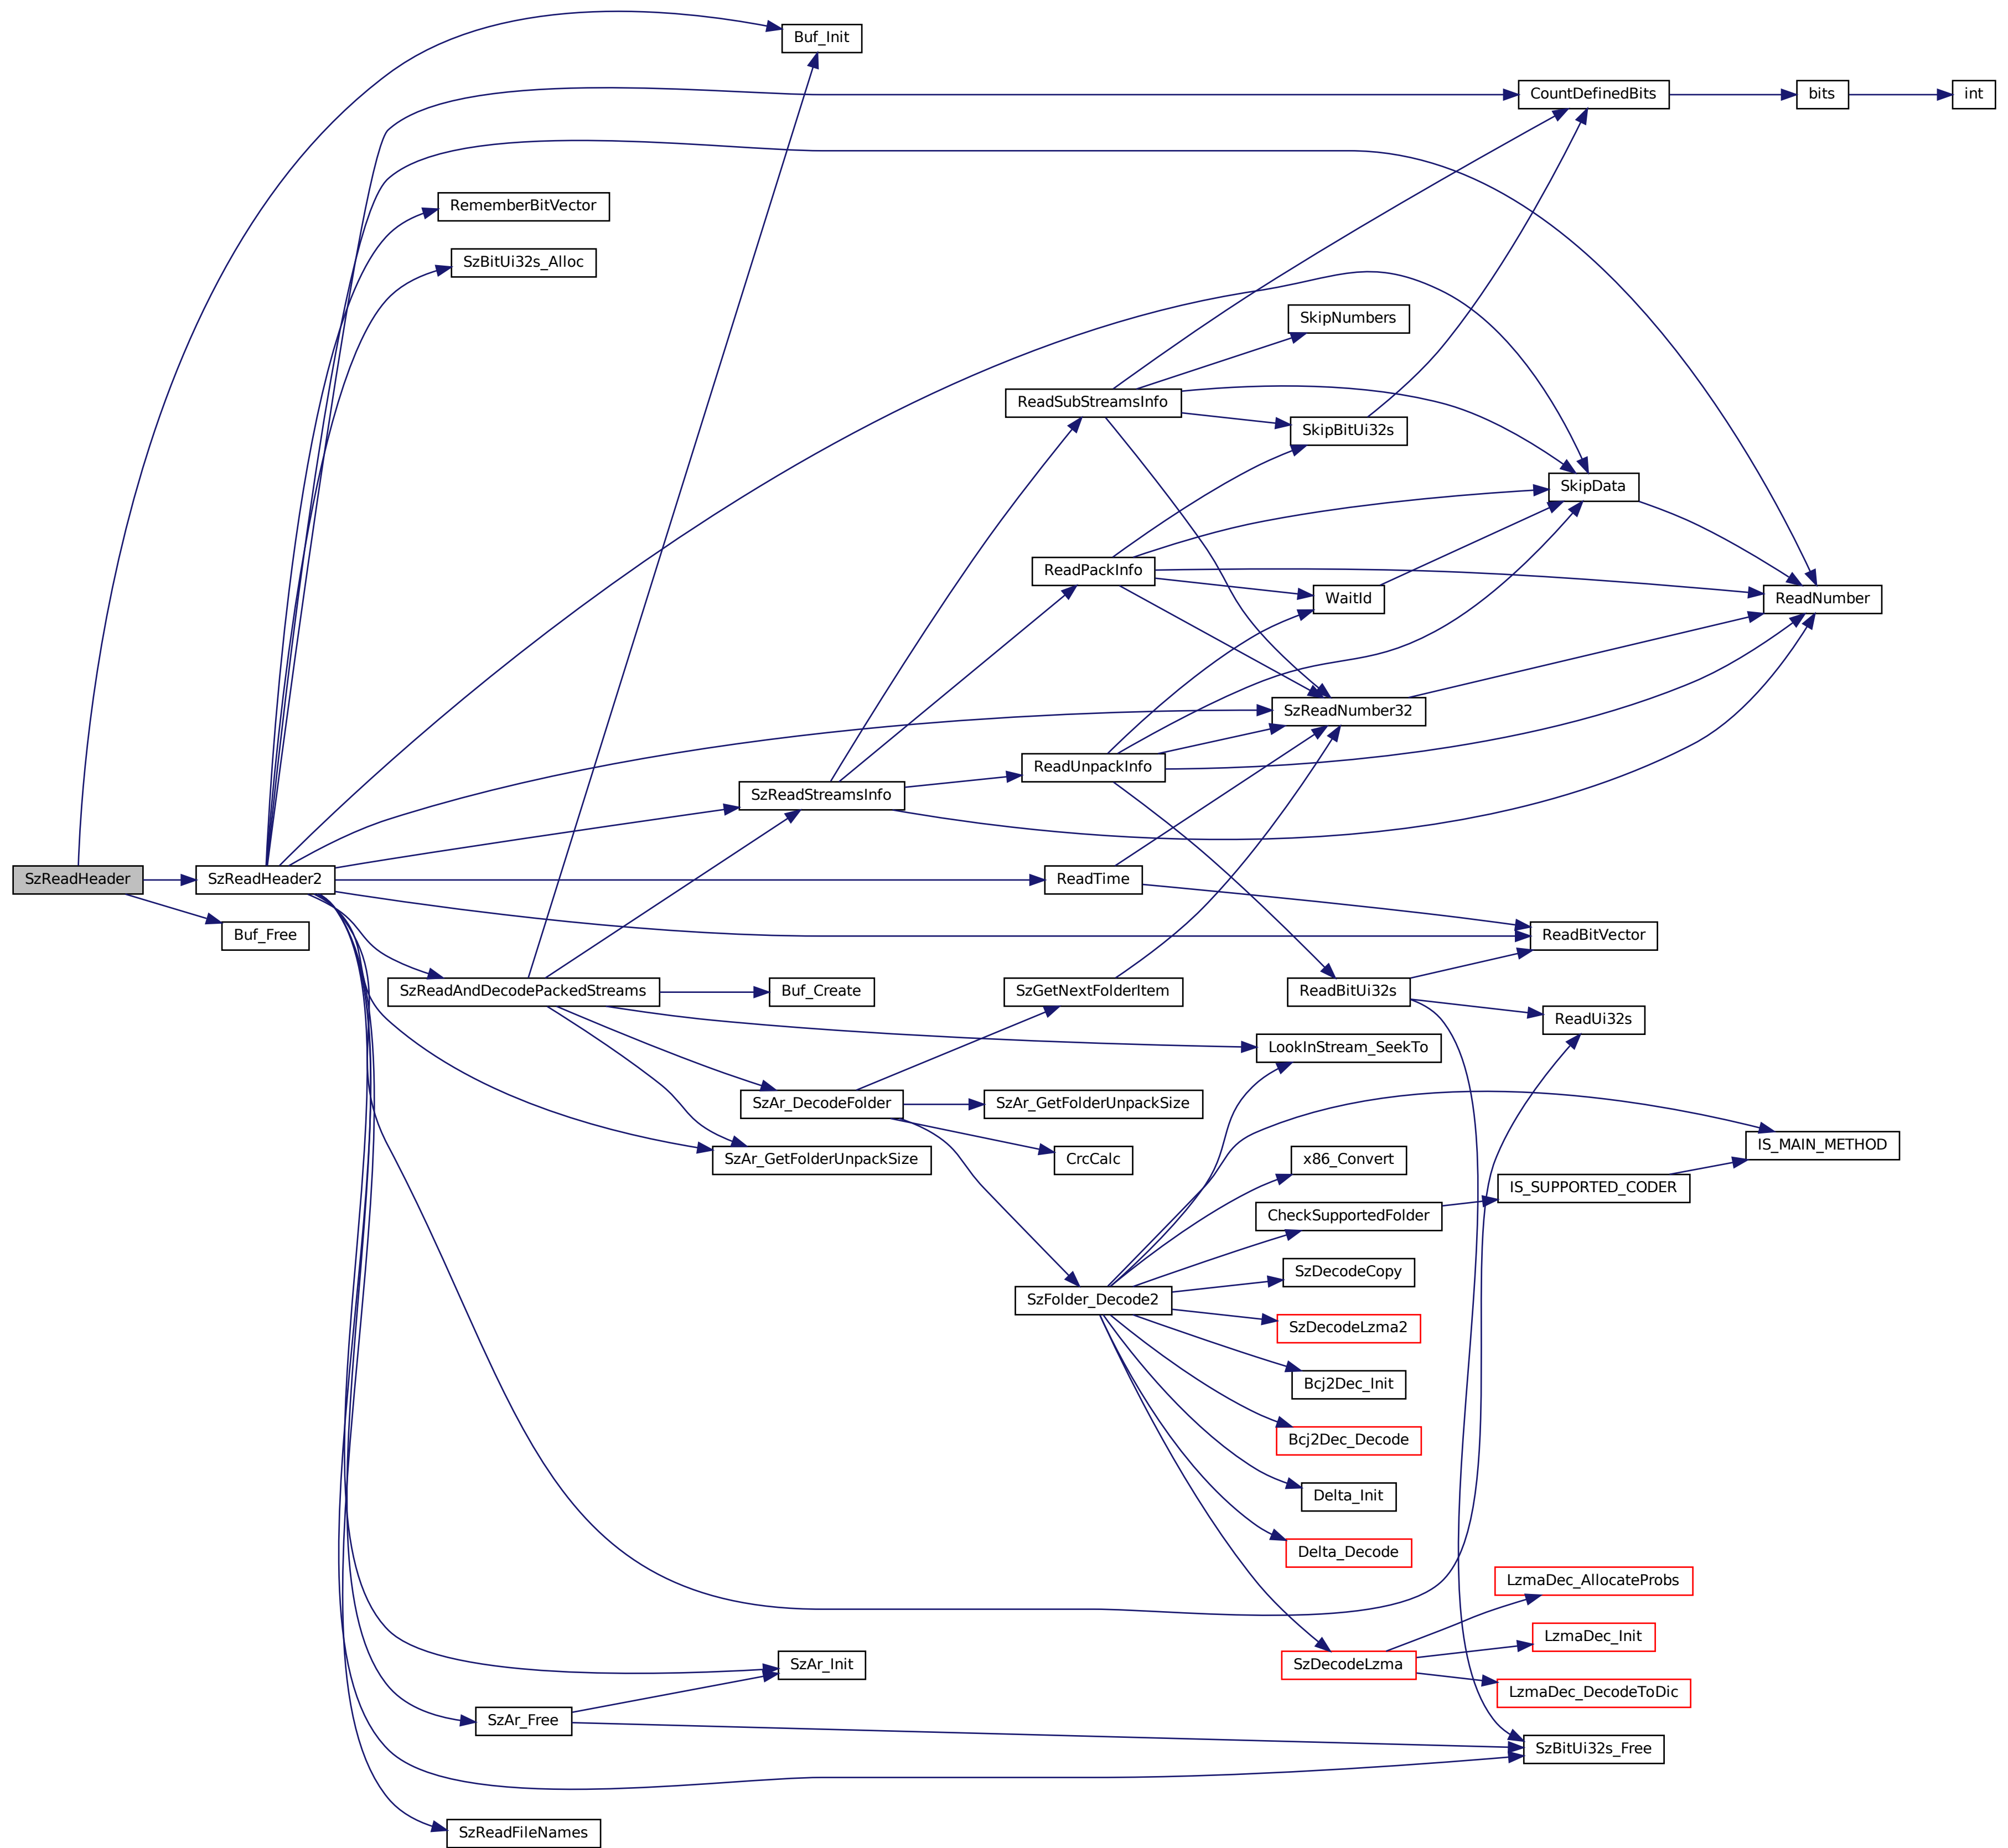 Buf_Init
CountDefinedBits
bits
int
RememberBitVector
SzBitUi32s_Alloc
SkipNumbers
ReadSubStreamsInfo
SkipBitUi32s
SkipData
ReadPackInfo
WaitId
ReadNumber
SzReadNumber32
ReadUnpackInfo
SzReadStreamsInfo
SzReadHeader
SzReadHeader2
ReadTime
Buf_Free
ReadBitVector
SzReadAndDecodePackedStreams
Buf_Create
SzGetNextFolderItem
ReadBitUi32s
ReadUi32s
LookInStream_SeekTo
SzAr_DecodeFolder
SzAr_GetFolderUnpackSize
IS_MAIN_METHOD
SzAr_GetFolderUnpackSize
CrcCalc
x86_Convert
IS_SUPPORTED_CODER
CheckSupportedFolder
SzDecodeCopy
SzFolder_Decode2
SzDecodeLzma2
Bcj2Dec_Init
Bcj2Dec_Decode
Delta_Init
Delta_Decode
LzmaDec_AllocateProbs
LzmaDec_Init
SzAr_Init
SzDecodeLzma
LzmaDec_DecodeToDic
SzAr_Free
SzBitUi32s_Free
SzReadFileNames